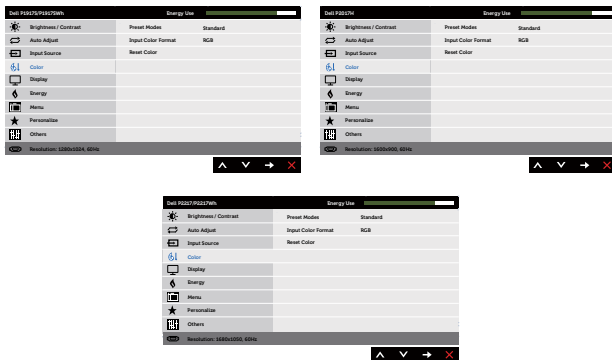 Dell P1917S/P1917SWh Energy Use
Brightness / Contrast Preset Modes Standard
Auto Adjust Input Color Format RGB
Input Source Reset Color
Color
Display
Energy
Menu
Personalize
Others
Resolution: 1280x1024, 60Hz
Dell P2017H Energy Use
Brightness / Contrast Preset Modes Standard
Auto Adjust Input Color Format RGB
Input Source Reset Color
Color
Display
Energy
Menu
Personalize
Others
Resolution: 1600x900, 60Hz
Dell P2217/P2217Wh Energy Use
Brightness / Contrast Preset Modes Standard
Auto Adjust Input Color Format RGB
Input Source Reset Color
Color
Display
Energy
Menu
Personalize
Others
Resolution: 1680x1050, 60Hz